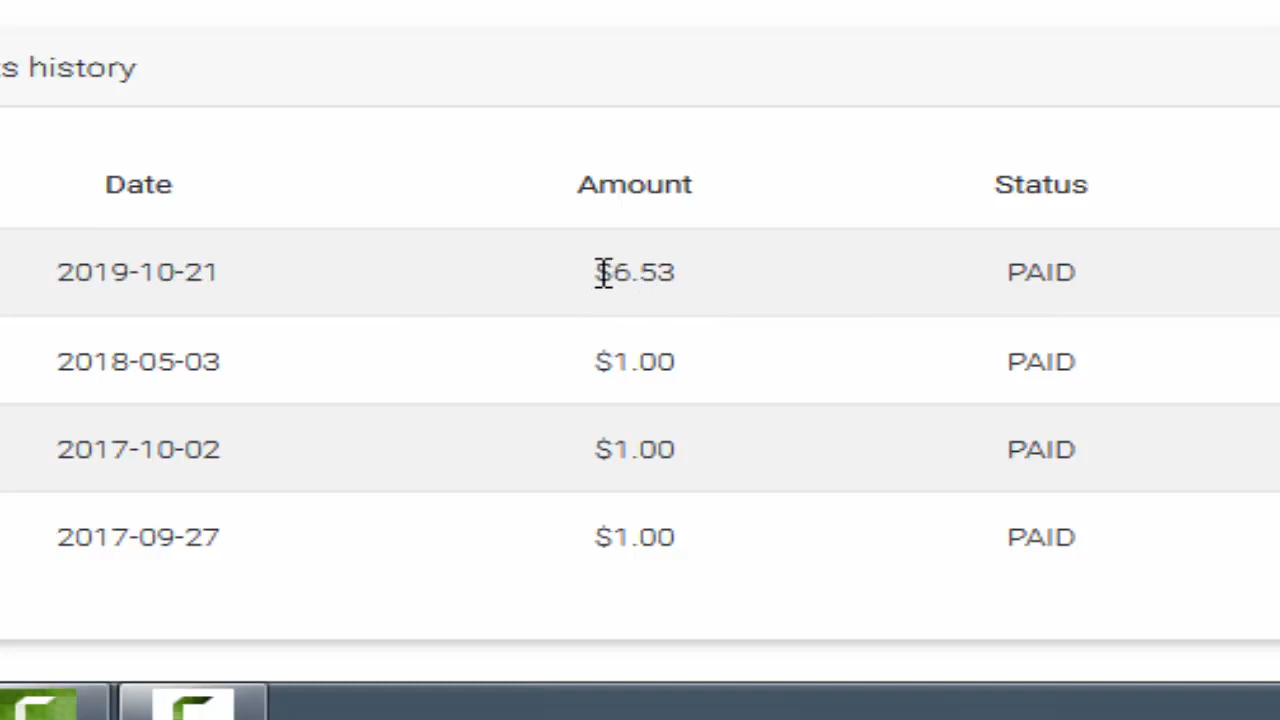 s history
Date Amount Status
2019-10-21 $6.53 PAID
2018-05-03 $1.00 PAID
2017-10-02 $1.00 PAID
2017-09-27 $1.00 PAID